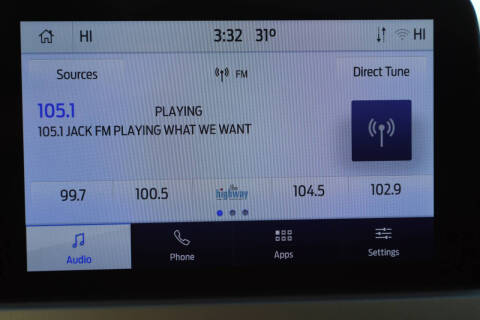 HI 3:32 31° HI
Sources FM Direct Tune
105.1 PLAYING
105.1 JACK FM PLAYING WHAT WE WANT
99.7 100.5 the highway 104.5 102.9
Audio Phone Apps Settings